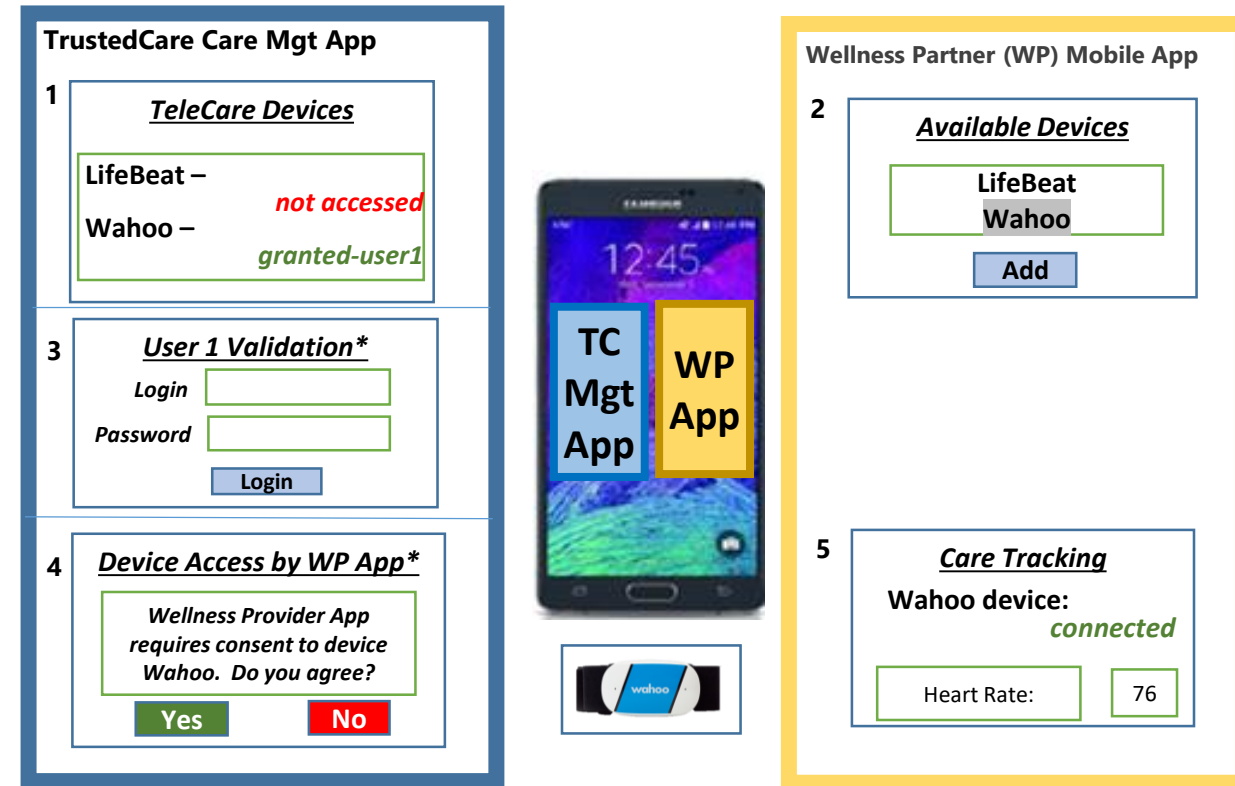 TrustedCare Care Mgt App
1
TeleCare Devices
LifeBeat –
not accessed
Wahoo –
granted-user1
3
User 1 Validation*
Login
Password
Login
4
Device Access by WP App*
Wellness Provider App
requires consent to device
Wahoo. Do you agree?
Yes
No
SAMSUNG
12:45
TC
Mgt
App
WP
App
wahoo
Wellness Partner (WP) Mobile App
2
Available Devices
LifeBeat
Wahoo
Add
5
Care Tracking
Wahoo device:
connected
Heart Rate:
76